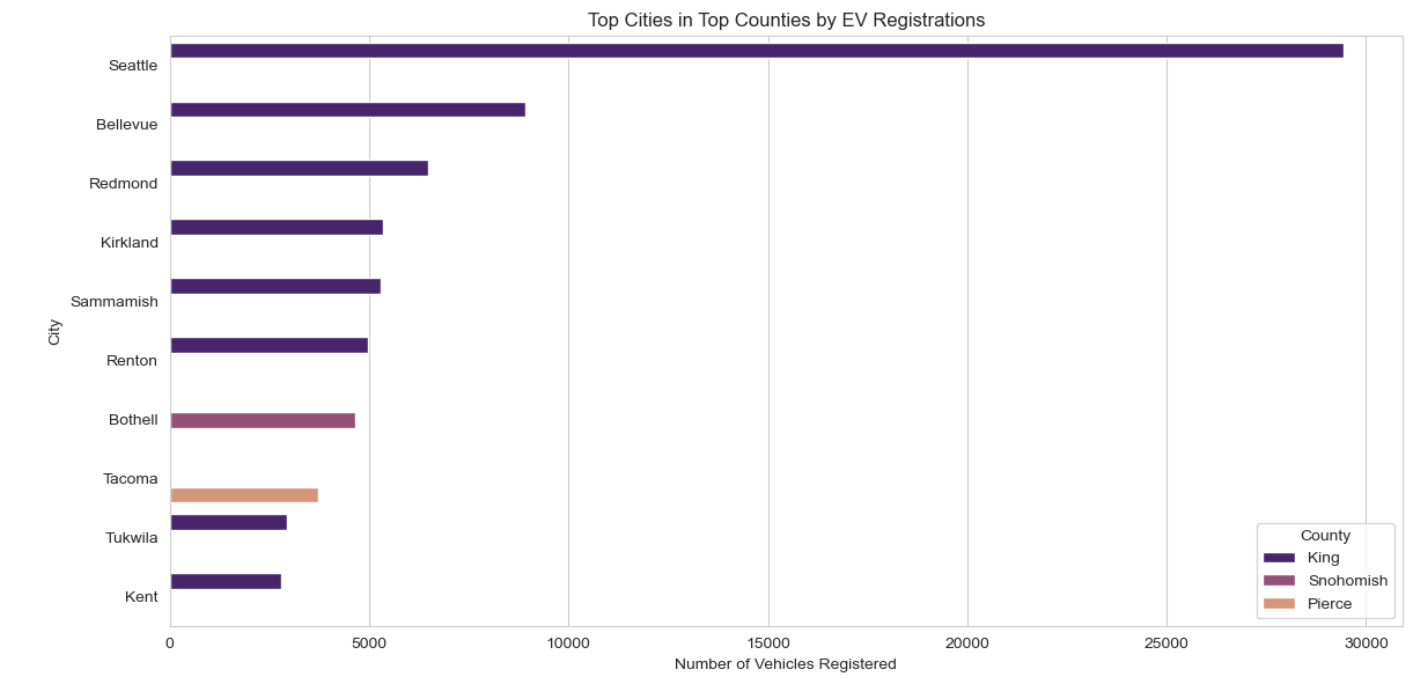 Top Cities in Top Counties by EV Registrations
Seattle
Bellevue
Redmond
Kirkland
Sammamish
Renton
Bothell
Tacoma
Tukwila
Kent
City
0 5000 10000 15000 20000 25000 30000
Number of Vehicles Registered
County
King
Snohomish
Pierce